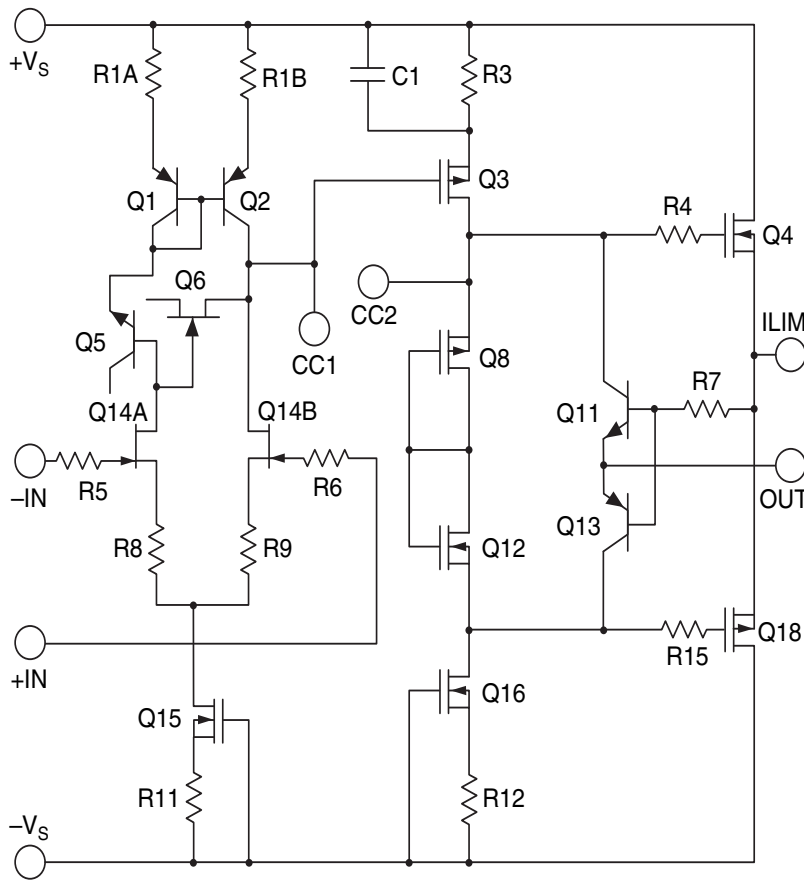 +VS
R1A
R1B
C1
R3
Q1
Q2
Q3
R4
Q4
Q6
CC2
ILIM
Q5
CC1
Q8
R7
Q14A
Q14B
Q11
–IN
R5
R6
OUT
Q13
R8
R9
Q12
+IN
R15
Q18
Q15
Q16
R11
R12
–VS